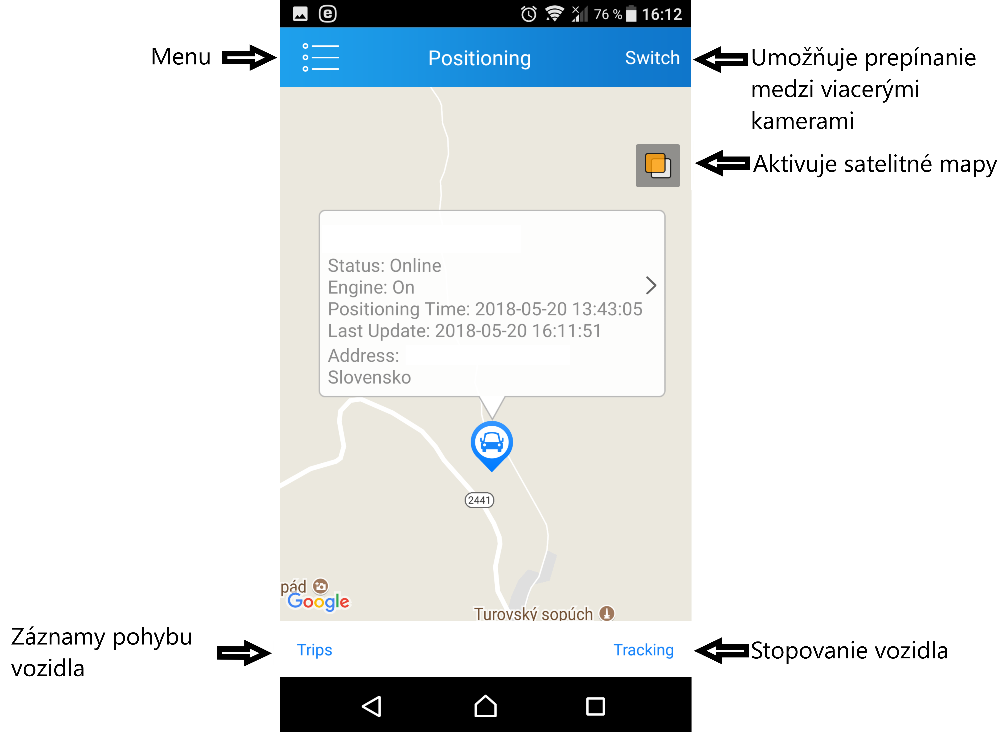 76 % 16:12
Menu
Positioning
Switch
Umožňuje prepínanie
medzi viacerými
kamerami
Aktivuje satelitné mapy
Status: Online
Engine: On
Positioning Time: 2018-05-20 13:43:05
Last Update: 2018-05-20 16:11:51
Address:
Slovensko
2441
pád
Google
Turovský sopúch
Záznamy pohybu
vozidla
Trips
Tracking
Stopovanie vozidla